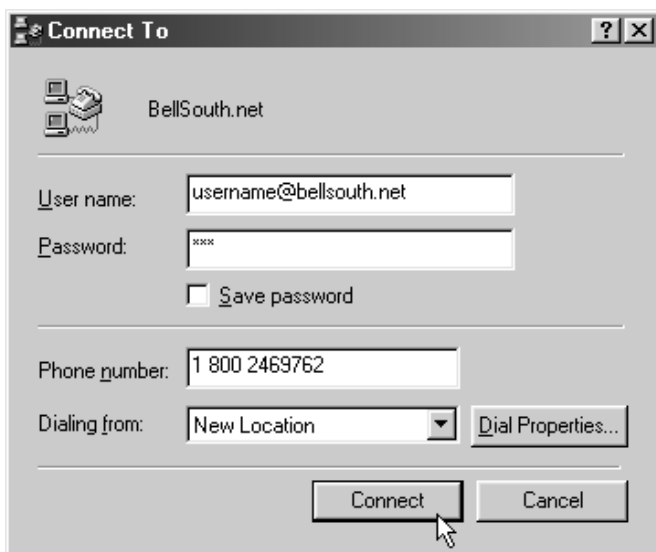 Connect To
BellSouth.net
User name: username@bellsouth.net
Password: ***
Save password
Phone number: 1 800 2469762
Dialing from: New Location Dial Properties...
Connect Cancel